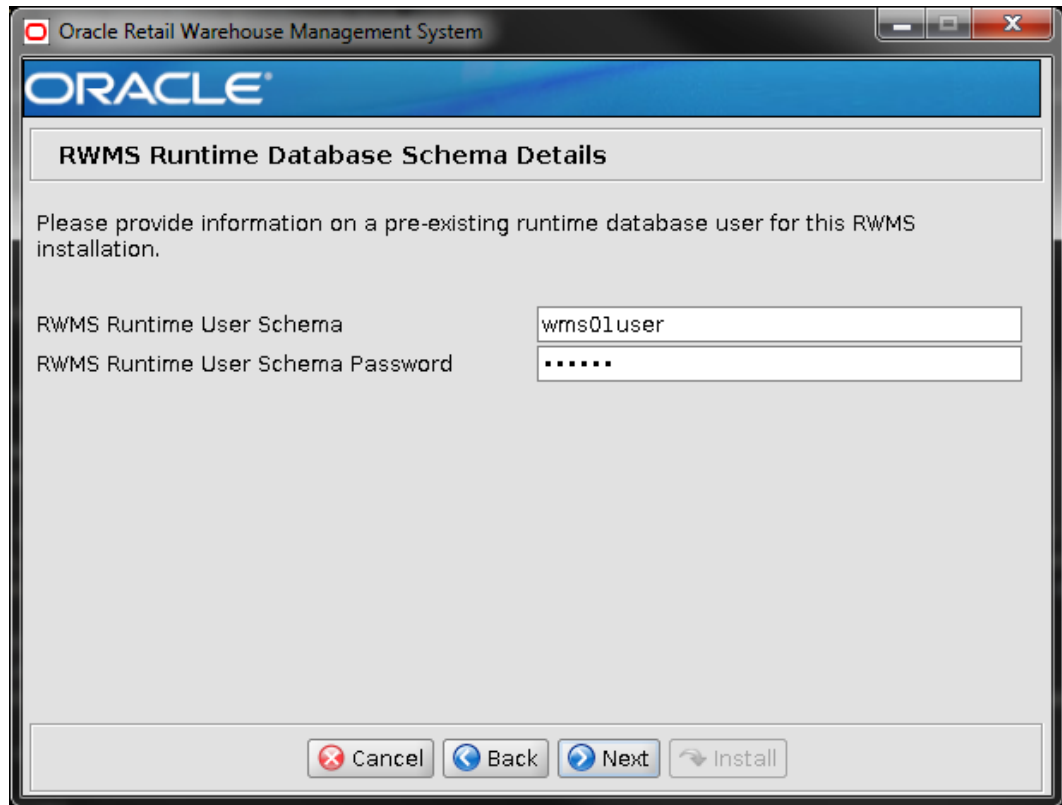 Oracle Retail Warehouse Management System
ORACLE®
RWMS Runtime Database Schema Details
Please provide information on a pre-existing runtime database user for this RWMS
installation.
RWMS Runtime User Schema
wms01user
RWMS Runtime User Schema Password
••••••
Cancel
Back
Next
Install